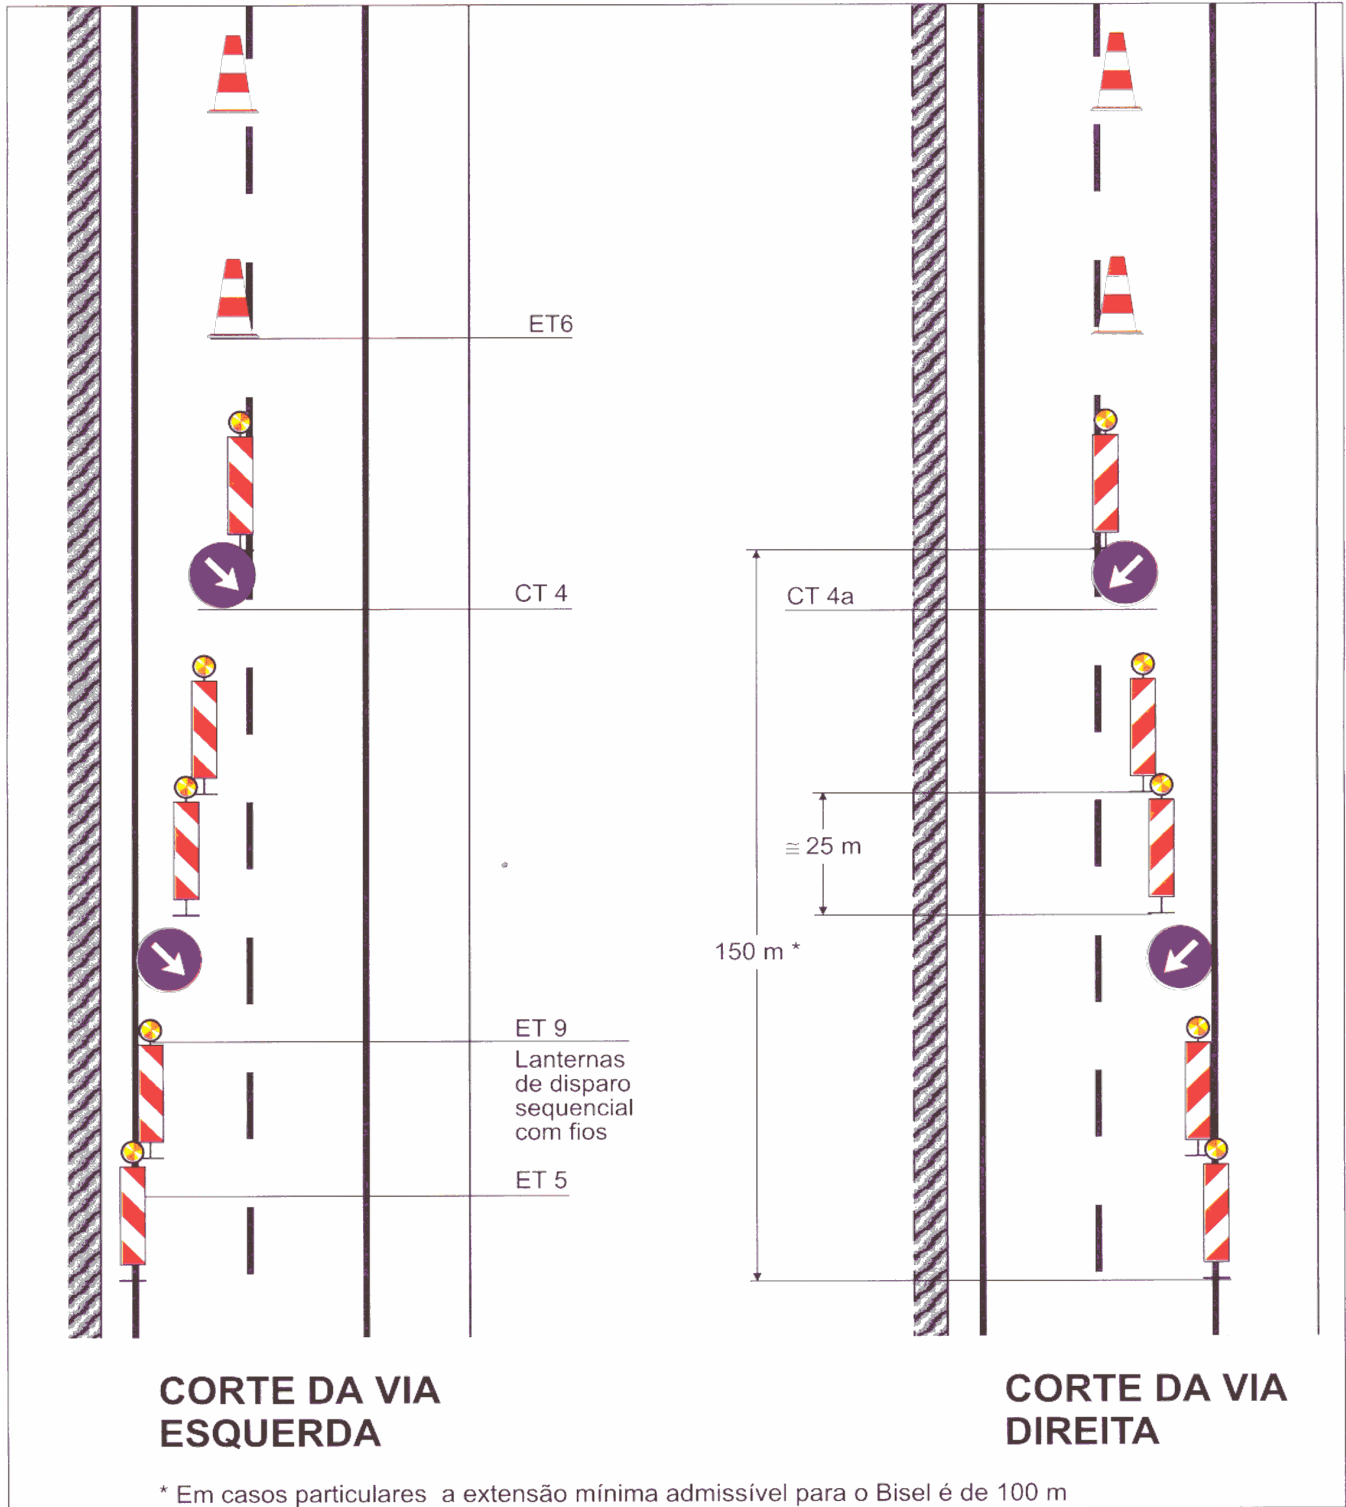 ET6
CT 4
CT 4a
≅ 25 m
150 m *
ET 9
Lanternas
de disparo
sequencial
com fios
ET 5
CORTE DA VIA
ESQUERDA
CORTE DA VIA
DIREITA
* Em casos particulares a extensão mínima admissível para o Bisel é de 100 m